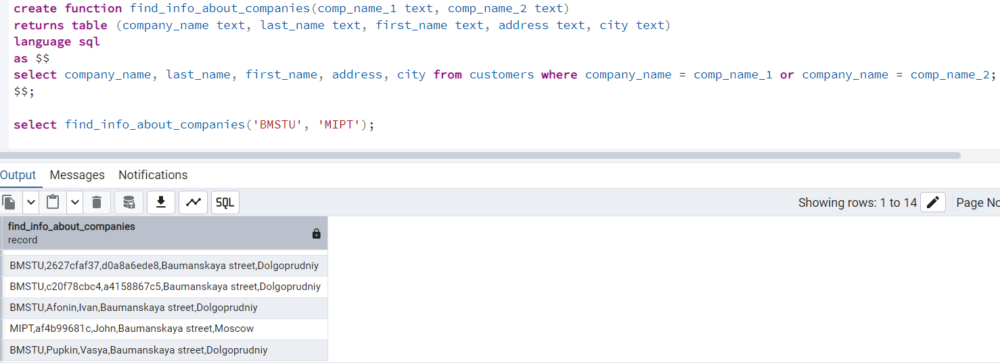 create function find_info_about_companies(comp_name_1 text, comp_name_2 text)
returns table (company_name text, last_name text, first_name text, address text, city text)
language sql
as $$
select company_name, last_name, first_name, address, city from customers where company_name = comp_name_1 or company_name = comp_name_2;
$$;
select find_info_about_companies('BMSTU', 'MIPT');
Output Messages Notifications
SQL Showing rows: 1 to 14 Page No
find_info_about_companies
record
BMSTU,2627cfaf37,d0a8a6ede8,Baumanskaya street,Dolgoprudniy
BMSTU,c20f78cbc4,a4158867c5,Baumanskaya street,Dolgoprudniy
BMSTU,Afonin,Ivan,Baumanskaya street,Dolgoprudniy
MIPT,af4b99681c,John,Baumanskaya street,Moscow
BMSTU,Pupkin,Vasya,Baumanskaya street,Dolgoprudniy